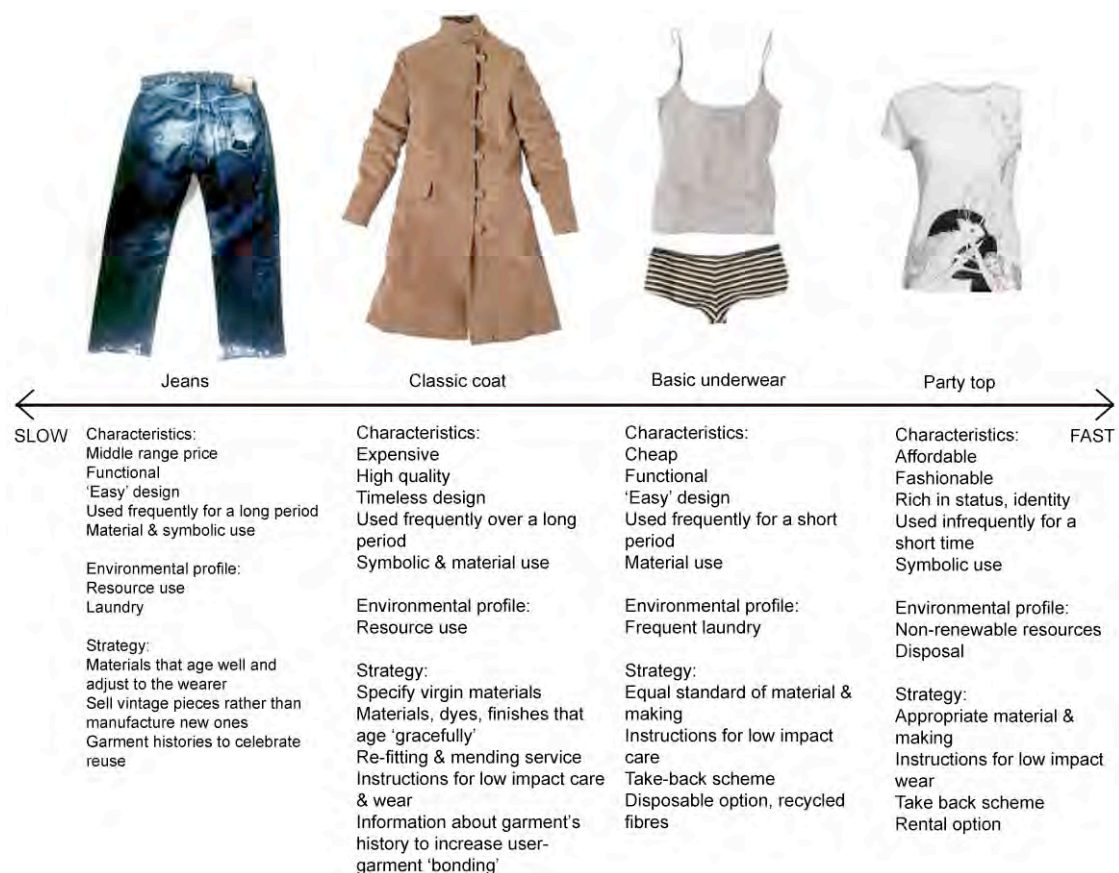 Jeans
Classic coat
Basic underwear
Party top
SLOW
FAST
Characteristics:
Middle range price
Functional
‘Easy’ design
Used frequently for a long period
Material & symbolic use
Environmental profile:
Resource use
Laundry
Strategy:
Materials that age well and
adjust to the wearer
Sell vintage pieces rather than
manufacture new ones
Garment histories to celebrate
reuse
Characteristics:
Expensive
High quality
Timeless design
Used frequently over a long
period
Symbolic & material use
Environmental profile:
Resource use
Strategy:
Specify virgin materials
Materials, dyes, finishes that
age ‘gracefully’
Re-fitting & mending service
Instructions for low impact care
& wear
Information about garment’s
history to increase user-
garment ‘bonding’
Characteristics:
Cheap
Functional
‘Easy’ design
Used frequently for a short
period
Material use
Environmental profile:
Frequent laundry
Strategy:
Equal standard of material &
making
Instructions for low impact
care
Take-back scheme
Disposable option, recycled
fibres
Characteristics:
Affordable
Fashionable
Rich in status, identity
Used infrequently for a
short time
Symbolic use
Environmental profile:
Non-renewable resources
Disposal
Strategy:
Appropriate material &
making
Instructions for low impact
wear
Take back scheme
Rental option